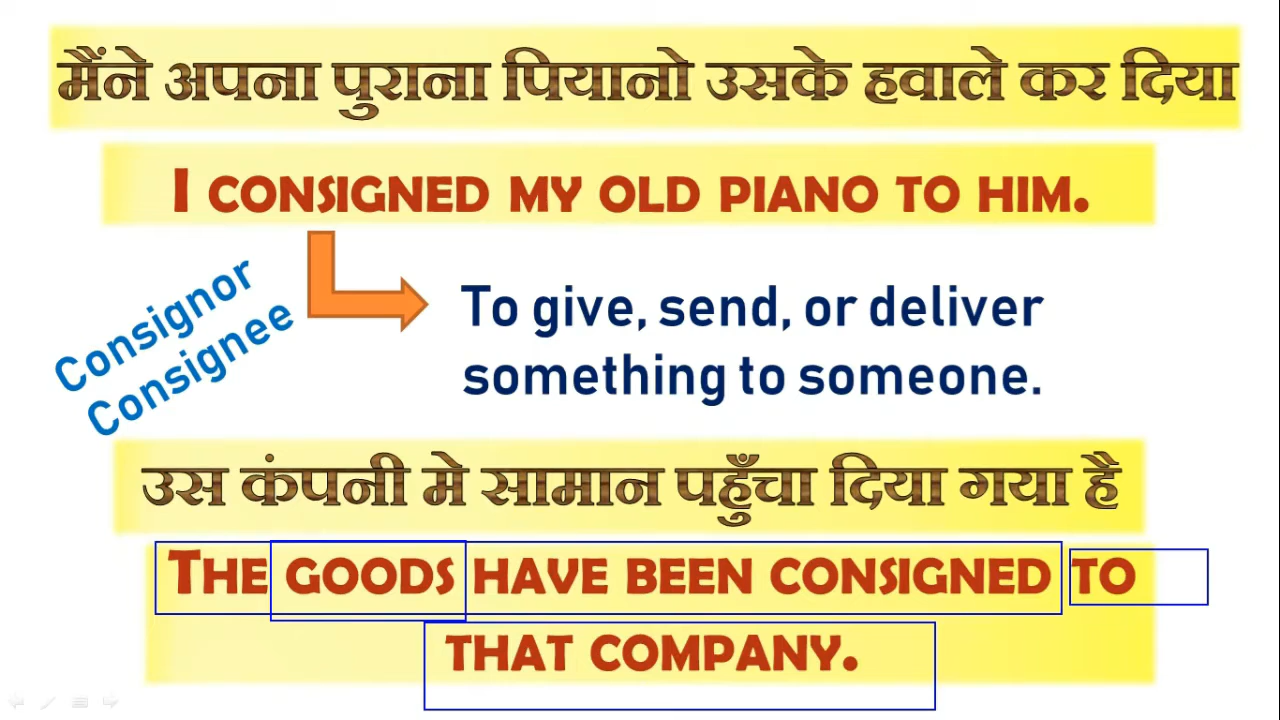 मैंने अपना पुराना पियानो उसके हवाले कर दिया
I CONSIGNED MY OLD PIANO TO HIM.
Consignor
Consignee
To give, send, or deliver
something to someone.
उस कंपनी मे सामान पहुँचा दिया गया है
THE GOODS HAVE BEEN CONSIGNED TO
THAT COMPANY.